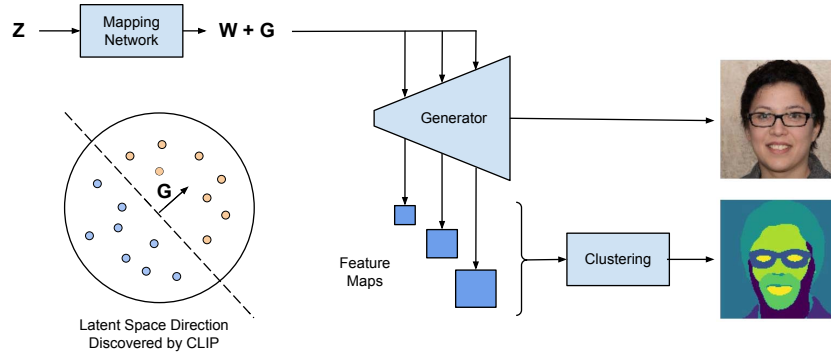 Z
Mapping
Network
W + G
Generator
G
Feature
Maps
Clustering
Latent Space Direction
Discovered by CLIP